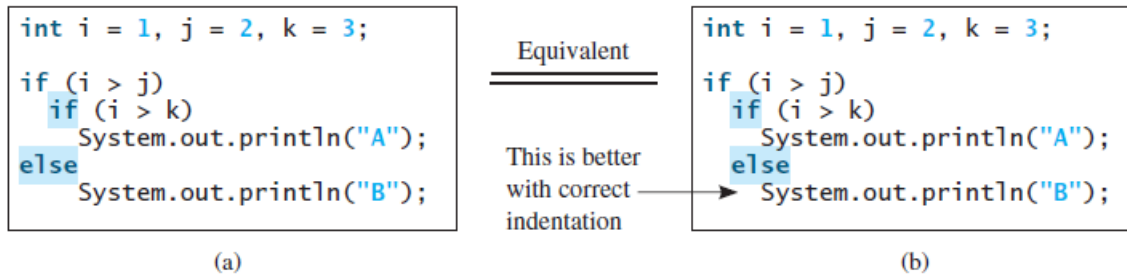 int i = 1, j = 2, k = 3;
if (i > j)
if (i > k)
System.out.println("A");
else
System.out.println("B");
(a)
Equivalent
This is better
with correct
indentation
int i = 1, j = 2, k = 3;
if (i > j)
if (i > k)
System.out.println("A");
else
System.out.println("B");
(b)